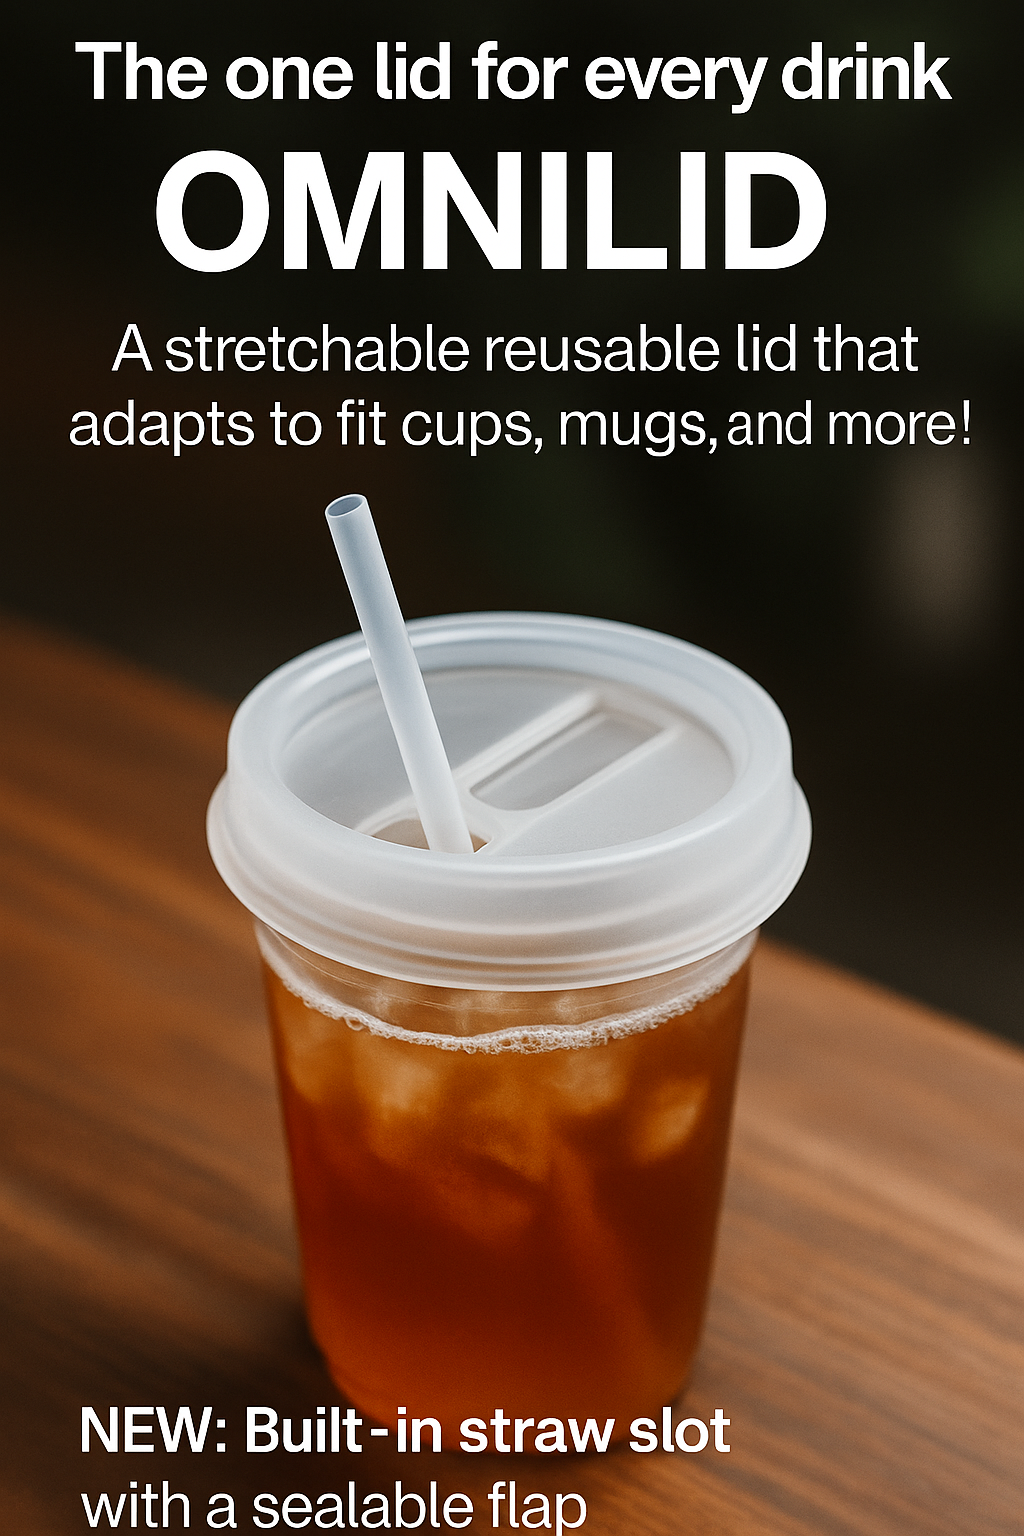 The one lid for every drink
OMNILID
A stretchable reusable lid that
adapts to fit cups, mugs, and more!
NEW: Built-in straw slot
with a sealable flap